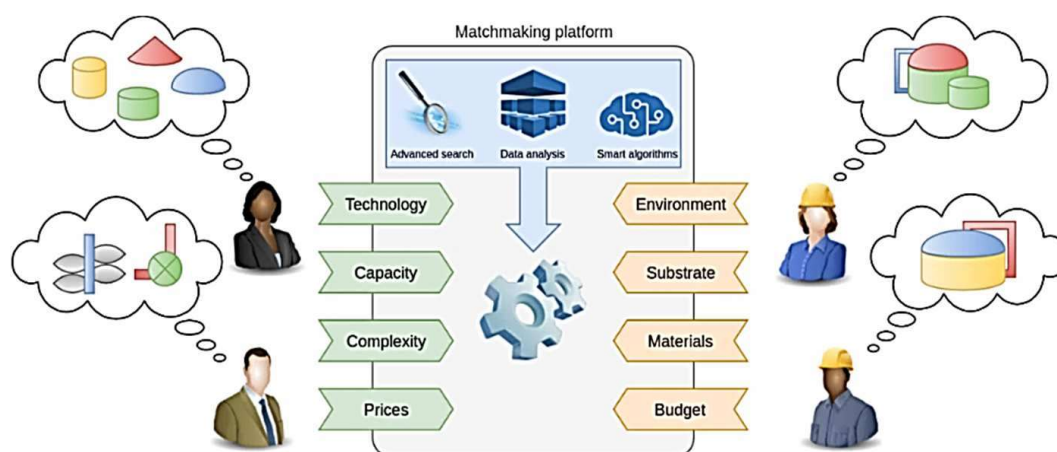 Matchmaking platform
Advanced search
Data analysis
Smart algorithms
Technology
Environment
Capacity
Substrate
Complexity
Materials
Prices
Budget